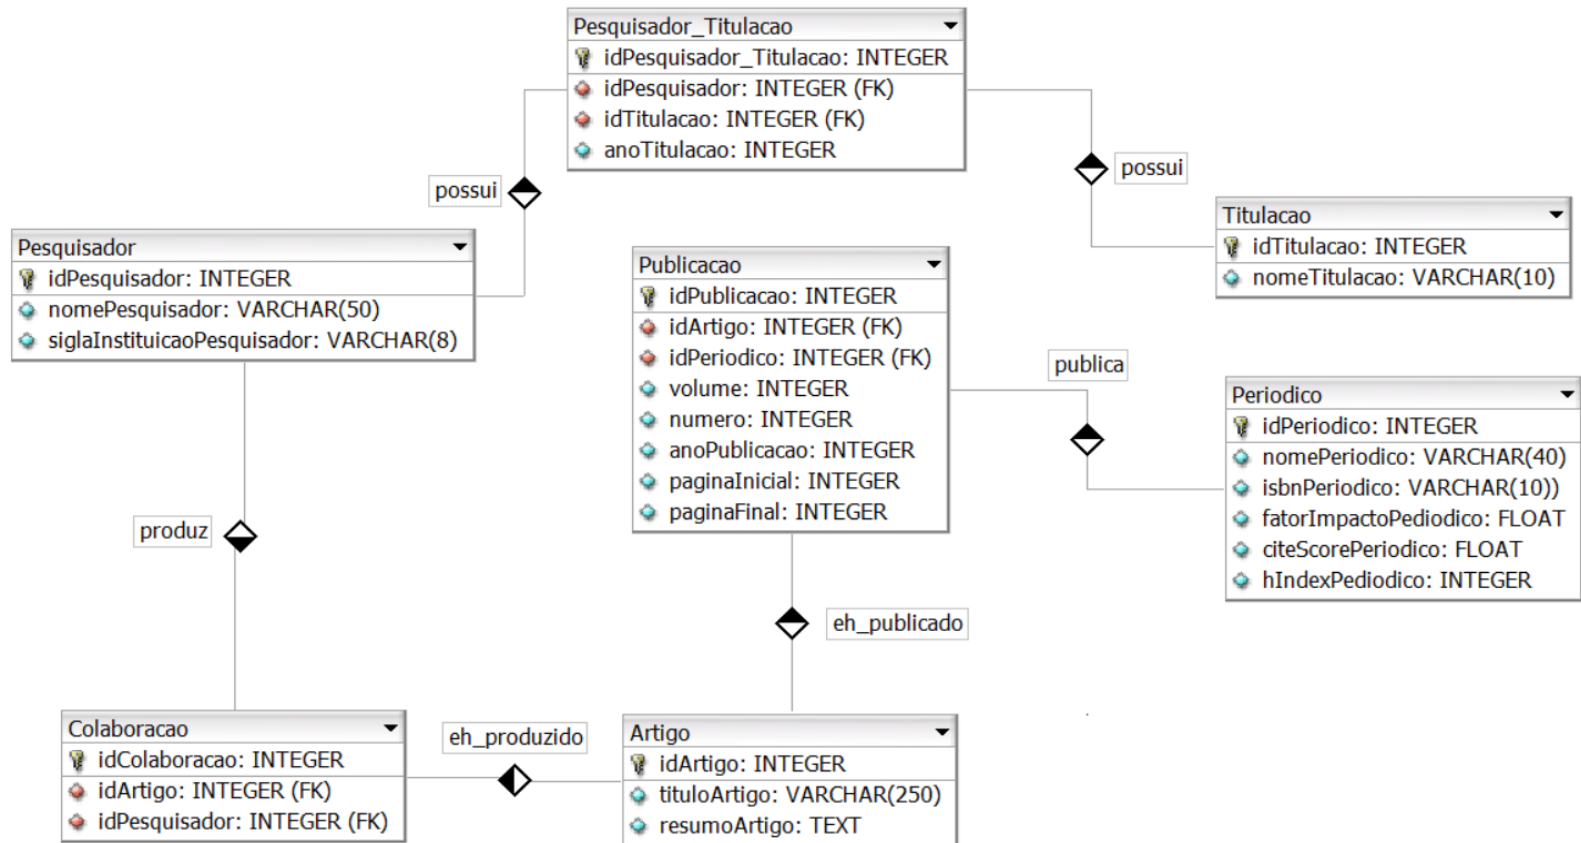 Pesquisador_Titulacao
idPesquisador_Titulacao: INTEGER
idPesquisador: INTEGER (FK)
idTitulacao: INTEGER (FK)
anoTitulacao: INTEGER
possui
possui
Titulacao
idTitulacao: INTEGER
nomeTitulacao: VARCHAR(10)
Pesquisador
idPesquisador: INTEGER
nomePesquisador: VARCHAR(50)
siglaInstituicaoPesquisador: VARCHAR(8)
Publicacao
idPublicacao: INTEGER
idArtigo: INTEGER (FK)
idPeriodico: INTEGER (FK)
volume: INTEGER
numero: INTEGER
anoPublicacao: INTEGER
paginaInicial: INTEGER
paginaFinal: INTEGER
publica
Periodico
idPeriodico: INTEGER
nomePeriodico: VARCHAR(40)
isbnPeriodico: VARCHAR(10))
fatorImpactoPediodico: FLOAT
citeScorePeriodico: FLOAT
hIndexPediodico: INTEGER
produz
eh_publicado
Colaboracao
idColaboracao: INTEGER
idArtigo: INTEGER (FK)
idPesquisador: INTEGER (FK)
eh_produzido
Artigo
idArtigo: INTEGER
tituloArtigo: VARCHAR(250)
resumoArtigo: TEXT